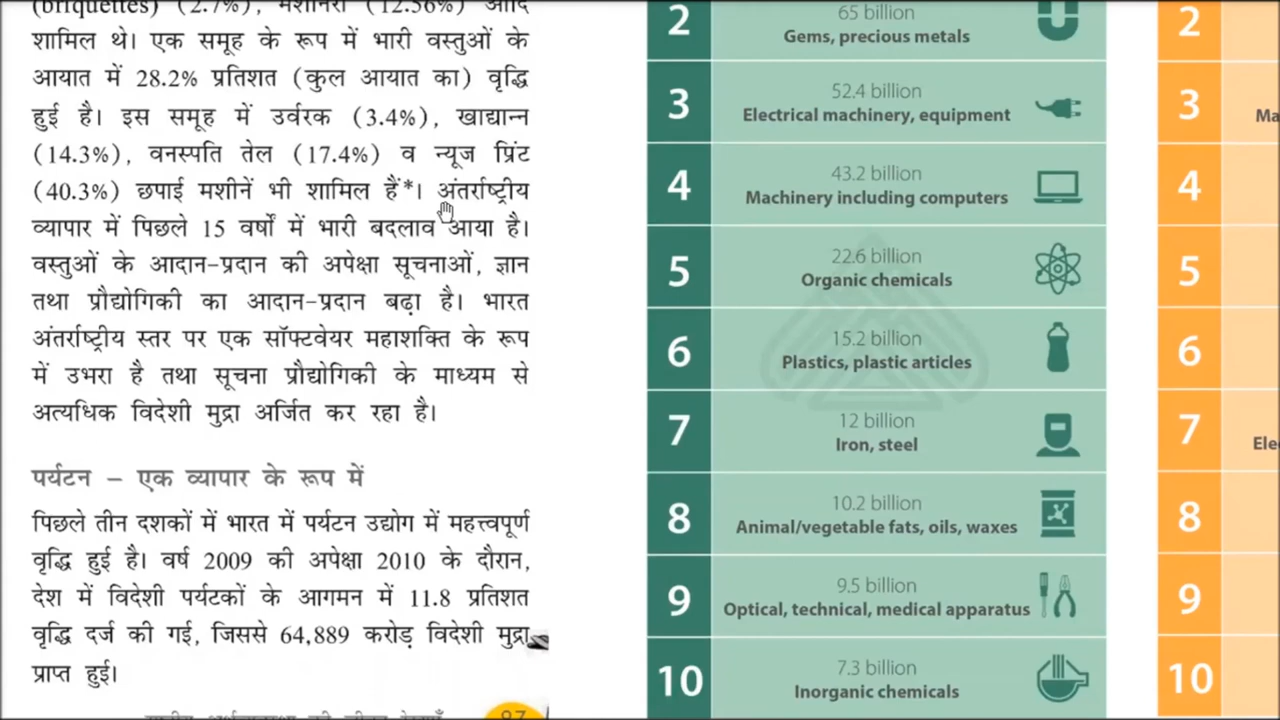 (briquettes) (2.7%), मशीनरी (12.56%) आदि
शामिल थे। एक समूह के रूप में भारी वस्तुओं के
आयात में 28.2% प्रतिशत (कुल आयात का) वृद्धि
हुई है। इस समूह में उर्वरक (3.4%), खाद्यान्न
(14.3%), वनस्पति तेल (17.4%) व न्यूज प्रिंट
(40.3%) छपाई मशीनें भी शामिल हैं*। अंतर्राष्ट्रीय
व्यापार में पिछले 15 वर्षों में भारी बदलाव आया है।
वस्तुओं के आदान-प्रदान की अपेक्षा सूचनाओं, ज्ञान
तथा प्रौद्योगिकी का आदान-प्रदान बढ़ा है। भारत
अंतर्राष्ट्रीय स्तर पर एक सॉफ्टवेयर महाशक्ति के रूप
में उभरा है तथा सूचना प्रौद्योगिकी के माध्यम से
अत्यधिक विदेशी मुद्रा अर्जित कर रहा है।
पर्यटन – एक व्यापार के रूप में
पिछले तीन दशकों में भारत में पर्यटन उद्योग में महत्त्वपूर्ण
वृद्धि हुई है। वर्ष 2009 की अपेक्षा 2010 के दौरान,
देश में विदेशी पर्यटकों के आगमन में 11.8 प्रतिशत
वृद्धि दर्ज की गई, जिससे 64,889 करोड़ विदेशी मुद्रा
प्राप्त हुई।
87
2
65 billion
Gems, precious metals
3
52.4 billion
Electrical machinery, equipment
4
43.2 billion
Machinery including computers
5
22.6 billion
Organic chemicals
6
15.2 billion
Plastics, plastic articles
7
12 billion
Iron, steel
8
10.2 billion
Animal/vegetable fats, oils, waxes
9
9.5 billion
Optical, technical, medical apparatus
10
7.3 billion
Inorganic chemicals
2
3
Ma
4
5
6
7
Ele
8
9
10